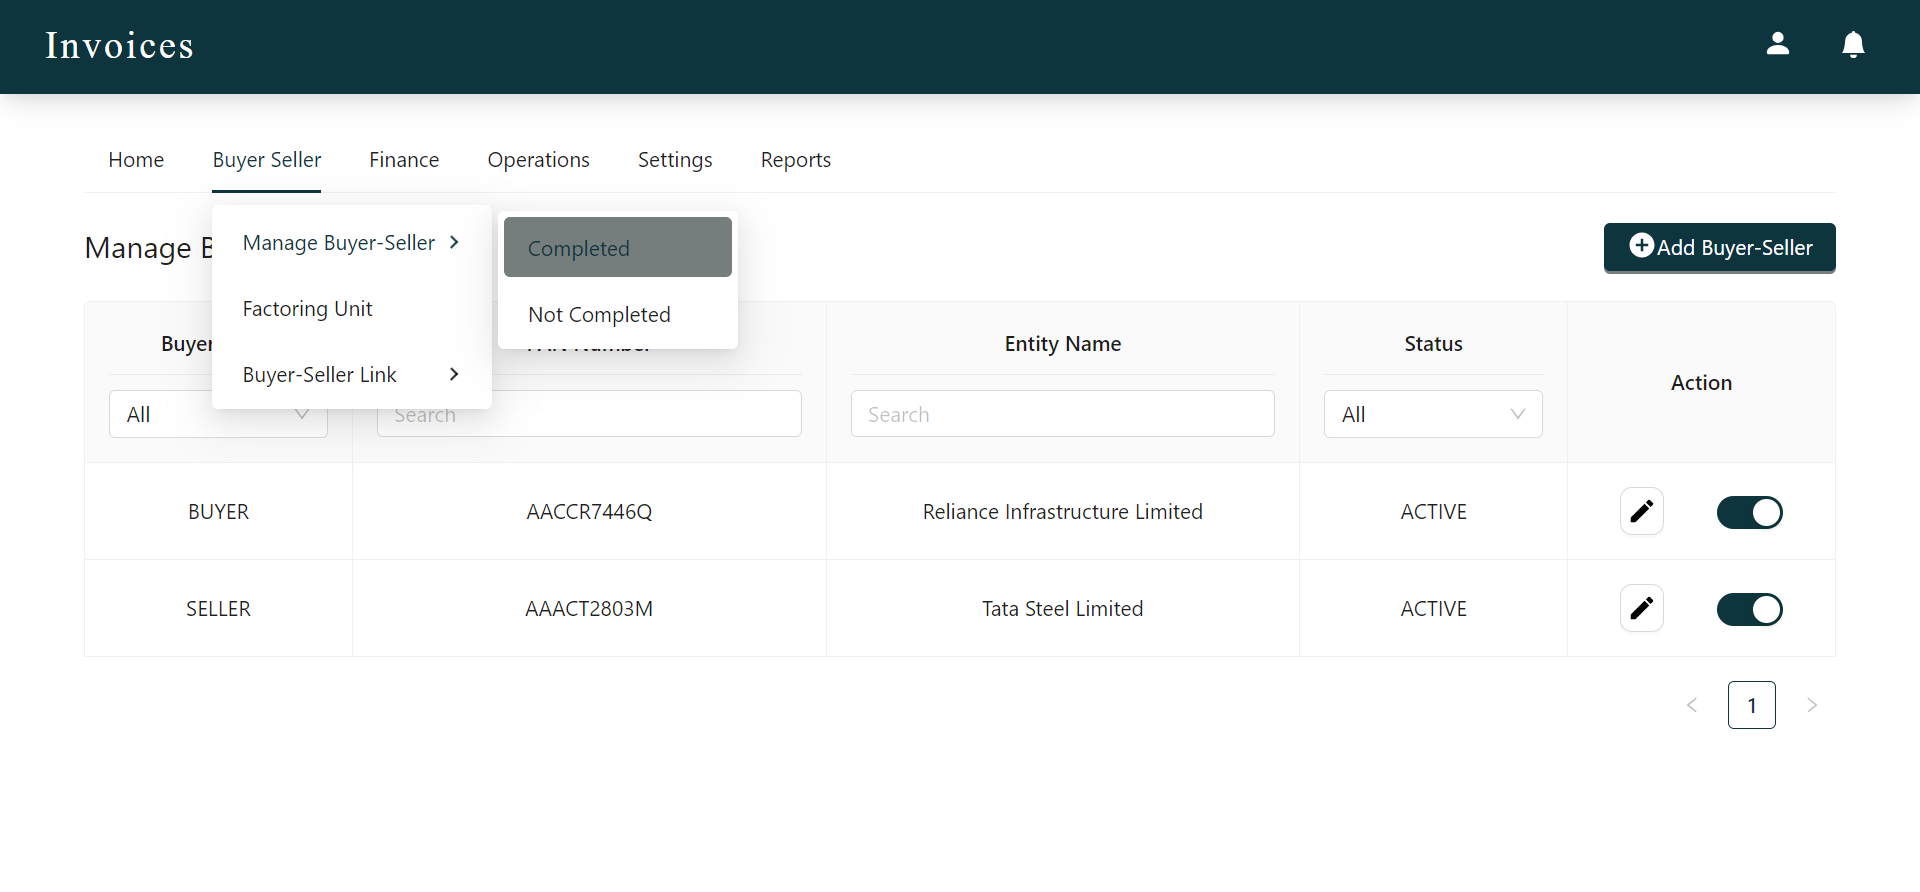 Invoices
Home Buyer Seller Finance Operations Settings Reports
Manage B
Add Buyer-Seller
Manage Buyer-Seller
Factoring Unit
Buyer-Seller Link
Completed
Not Completed
Buyer Entity Name Status Action
All Search Search All
BUYER AACCR7446Q Reliance Infrastructure Limited ACTIVE
SELLER AAACT2803M Tata Steel Limited ACTIVE
1